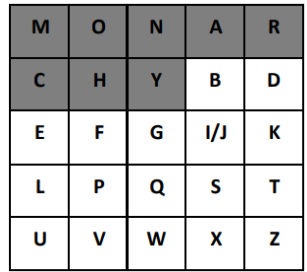 M O N A R
C H Y B D
E F G I/J K
L P Q S T
U V W X Z